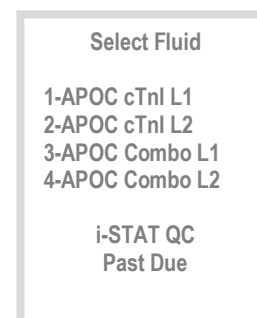 Select Fluid
1-APOC cTnI L1
2-APOC cTnI L2
3-APOC Combo L1
4-APOC Combo L2
i-STAT QC
Past Due